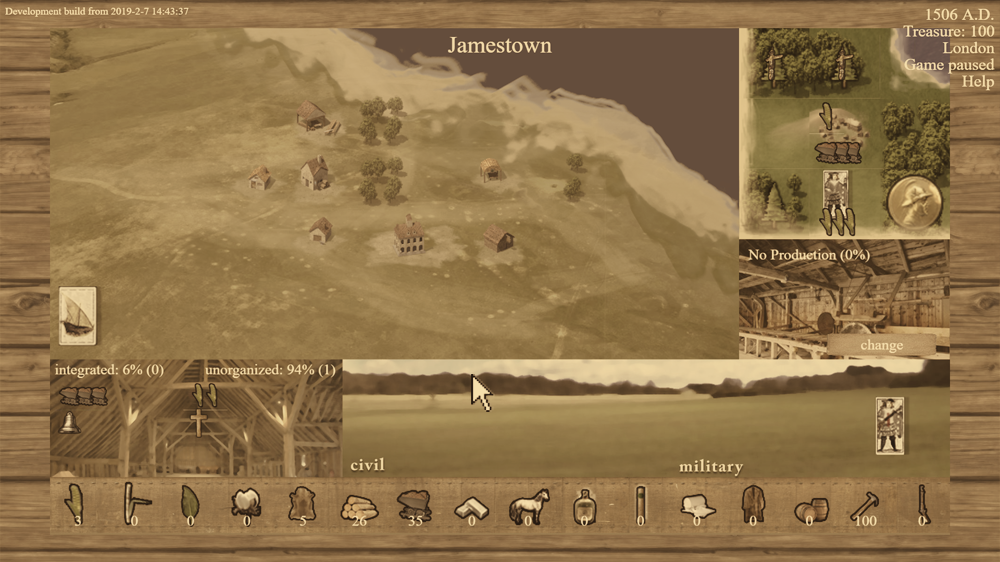 Development build from 2019-2-7 14:43:37
1506 A.D.
Treasure: 100
London
Game paused
Help
Jamestown
No Production (0%)
change
integrated: 6% (0)
unorganized: 94% (1)
civil
military
3
0
0
0
5
26
35
0
0
0
0
0
0
0
100
0